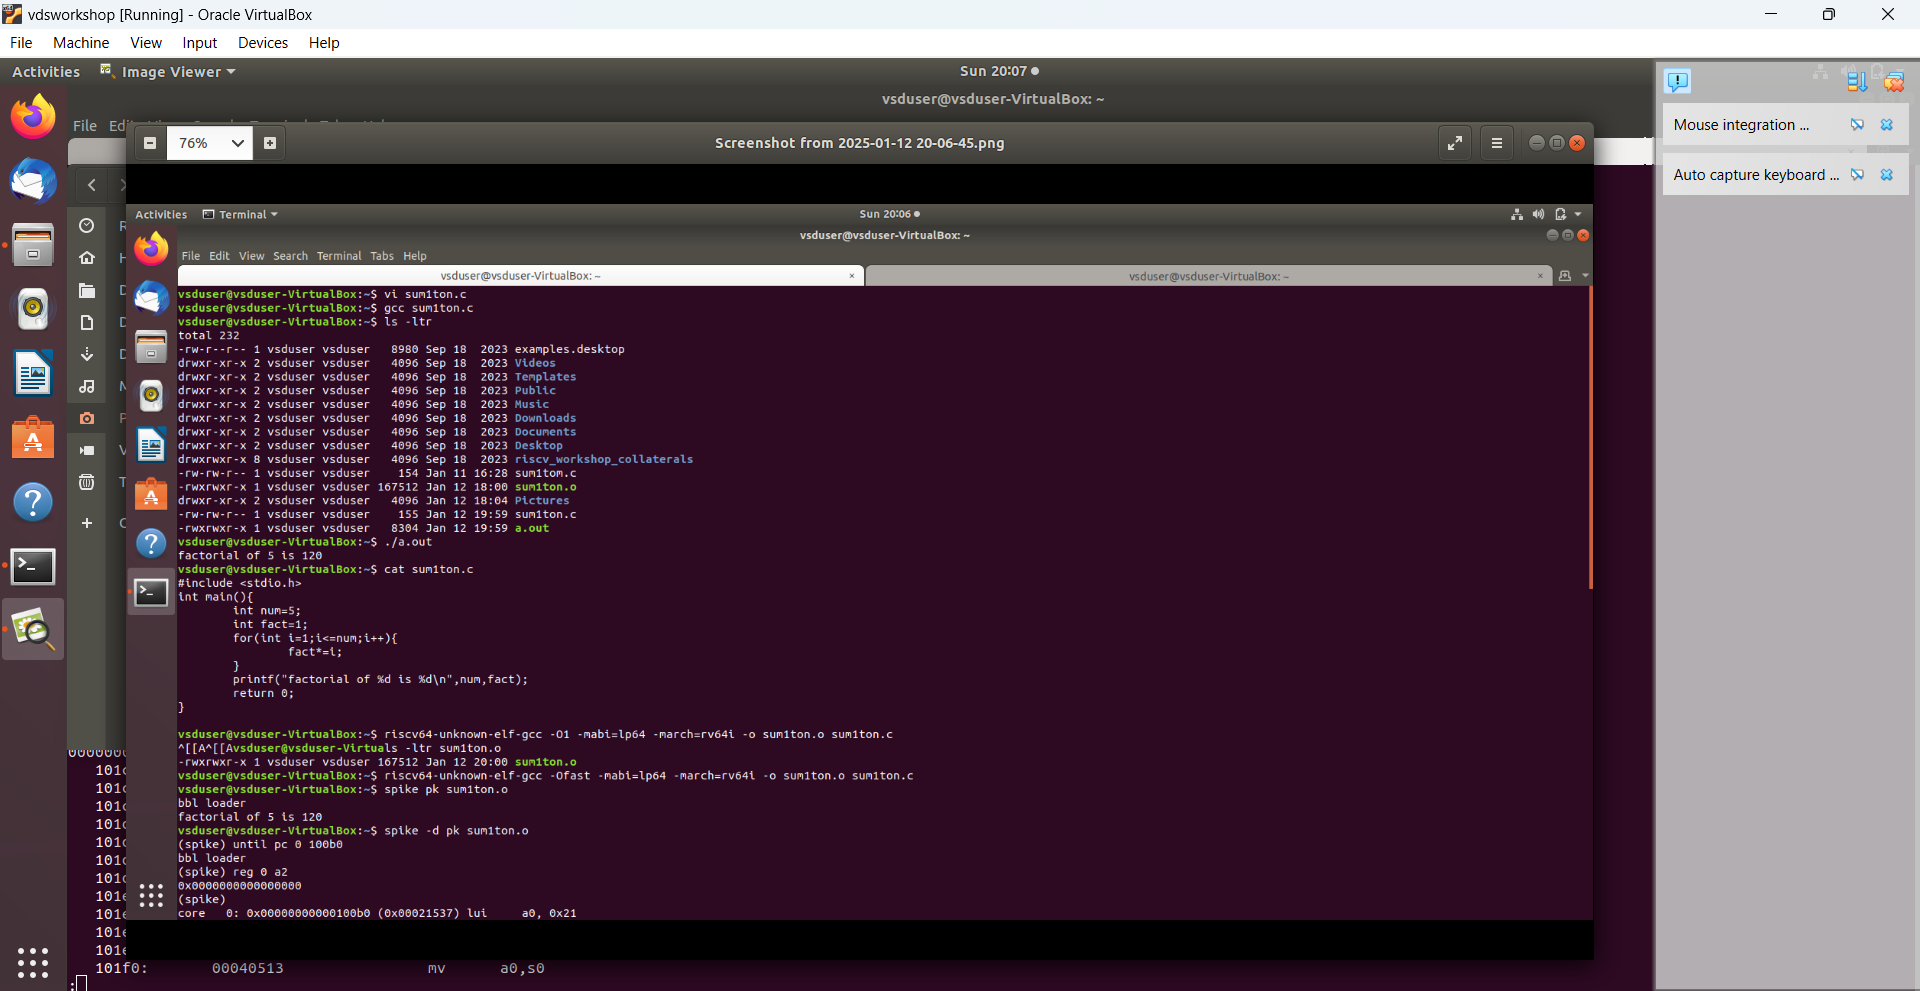 vdsworkshop [Running] - Oracle VirtualBox
File Machine View Input Devices Help
Activities Image Viewer Sun 20:07
vsduser@vsduser-VirtualBox: ~
File
Mouse integration ...
Auto capture keyboard ...
76% Screenshot from 2025-01-12 20-06-45.png
Activities Terminal Sun 20:06
vsduser@vsduser-VirtualBox: ~
File Edit View Search Terminal Tabs Help
vsduser@vsduser-VirtualBox: ~ vsduser@vsduser-VirtualBox: ~
vsduser@vsduser-VirtualBox:~$ vi sum1ton.c
vsduser@vsduser-VirtualBox:~$ gcc sum1ton.c
vsduser@vsduser-VirtualBox:~$ ls -ltr
total 232
-rw-r--r-- 1 vsduser vsduser 8980 Sep 18 2023 examples.desktop
drwxr-xr-x 2 vsduser vsduser 4096 Sep 18 2023 Videos
drwxr-xr-x 2 vsduser vsduser 4096 Sep 18 2023 Templates
drwxr-xr-x 2 vsduser vsduser 4096 Sep 18 2023 Public
drwxr-xr-x 2 vsduser vsduser 4096 Sep 18 2023 Music
drwxr-xr-x 2 vsduser vsduser 4096 Sep 18 2023 Downloads
drwxr-xr-x 2 vsduser vsduser 4096 Sep 18 2023 Documents
drwxr-xr-x 2 vsduser vsduser 4096 Sep 18 2023 Desktop
drwxrwxr-x 8 vsduser vsduser 4096 Sep 18 2023 riscv_workshop_collaterals
-rw-rw-r-- 1 vsduser vsduser 154 Jan 11 16:28 sum1tom.c
-rwxrwxr-x 1 vsduser vsduser 167512 Jan 12 18:00 sum1ton.o
drwxr-xr-x 2 vsduser vsduser 4096 Jan 12 18:04 Pictures
-rw-rw-r-- 1 vsduser vsduser 155 Jan 12 19:59 sum1ton.c
-rwxrwxr-x 1 vsduser vsduser 8304 Jan 12 19:59 a.out
vsduser@vsduser-VirtualBox:~$ ./a.out
factorial of 5 is 120
vsduser@vsduser-VirtualBox:~$ cat sum1ton.c
#include <stdio.h>
int main(){
int num=5;
int fact=1;
for(int i=1;i<=num;i++){
fact*=i;
}
printf("factorial of %d is %d\n",num,fact);
return 0;
}
vsduser@vsduser-VirtualBox:~$ riscv64-unknown-elf-gcc -O1 -mabi=lp64 -march=rv64i -o sum1ton.o sum1ton.c
^[[A^[[Avsduser@vsduser-Virtuals -ltr sum1ton.o
-rwxrwxr-x 1 vsduser vsduser 167512 Jan 12 20:00 sum1ton.o
vsduser@vsduser-VirtualBox:~$ riscv64-unknown-elf-gcc -Ofast -mabi=lp64 -march=rv64i -o sum1ton.o sum1ton.c
vsduser@vsduser-VirtualBox:~$ spike pk sum1ton.o
bbl loader
factorial of 5 is 120
vsduser@vsduser-VirtualBox:~$ spike -d pk sum1ton.o
(spike) until pc 0 100b0
bbl loader
(spike) reg 0 a2
0x0000000000000000
(spike)
core 0: 0x00000000000100b0 (0x00021537) lui a0, 0x21
101f0: 00040513 mv a0,s0
: